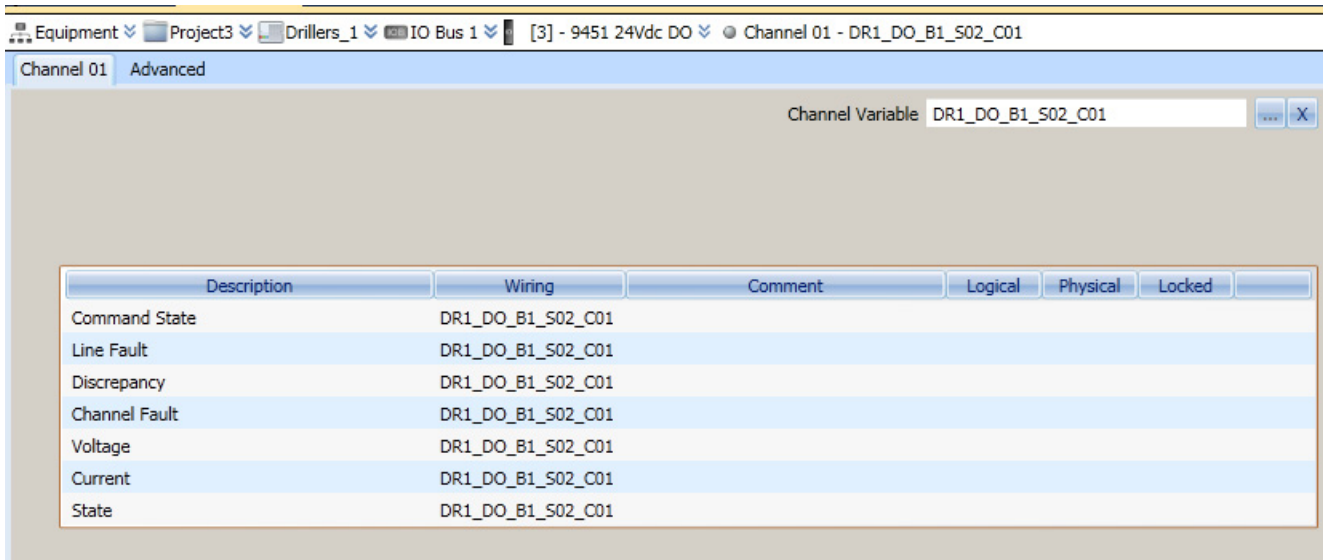 Equipment Project3 Drillers_1 IO Bus 1 [3] - 9451 24Vdc DO Channel 01 - DR1_DO_B1_S02_C01
Channel 01 Advanced
Channel Variable DR1_DO_B1_S02_C01 ... X
Description Wiring Comment Logical Physical Locked
Command State DR1_DO_B1_S02_C01
Line Fault DR1_DO_B1_S02_C01
Discrepancy DR1_DO_B1_S02_C01
Channel Fault DR1_DO_B1_S02_C01
Voltage DR1_DO_B1_S02_C01
Current DR1_DO_B1_S02_C01
State DR1_DO_B1_S02_C01